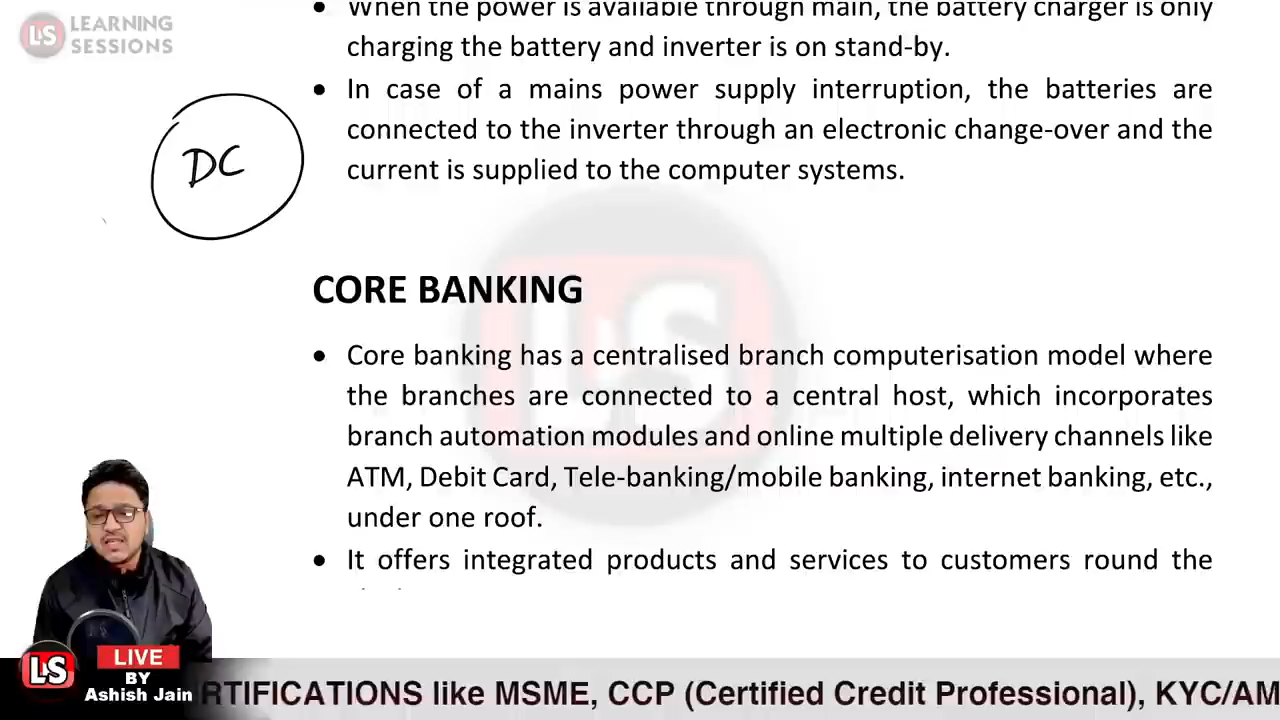 LS LEARNING
SESSIONS
• When the power is available through main, the battery charger is only
charging the battery and inverter is on stand-by.
• In case of a mains power supply interruption, the batteries are
connected to the inverter through an electronic change-over and the
current is supplied to the computer systems.
DC
CORE BANKING
• Core banking has a centralised branch computerisation model where
the branches are connected to a central host, which incorporates
branch automation modules and online multiple delivery channels like
ATM, Debit Card, Tele-banking/mobile banking, internet banking, etc.,
under one roof.
• It offers integrated products and services to customers round the
LS
LS
LIVE
BY
Ashish Jain
RTIFICATIONS like MSME, CCP (Certified Credit Professional), KYC/AM